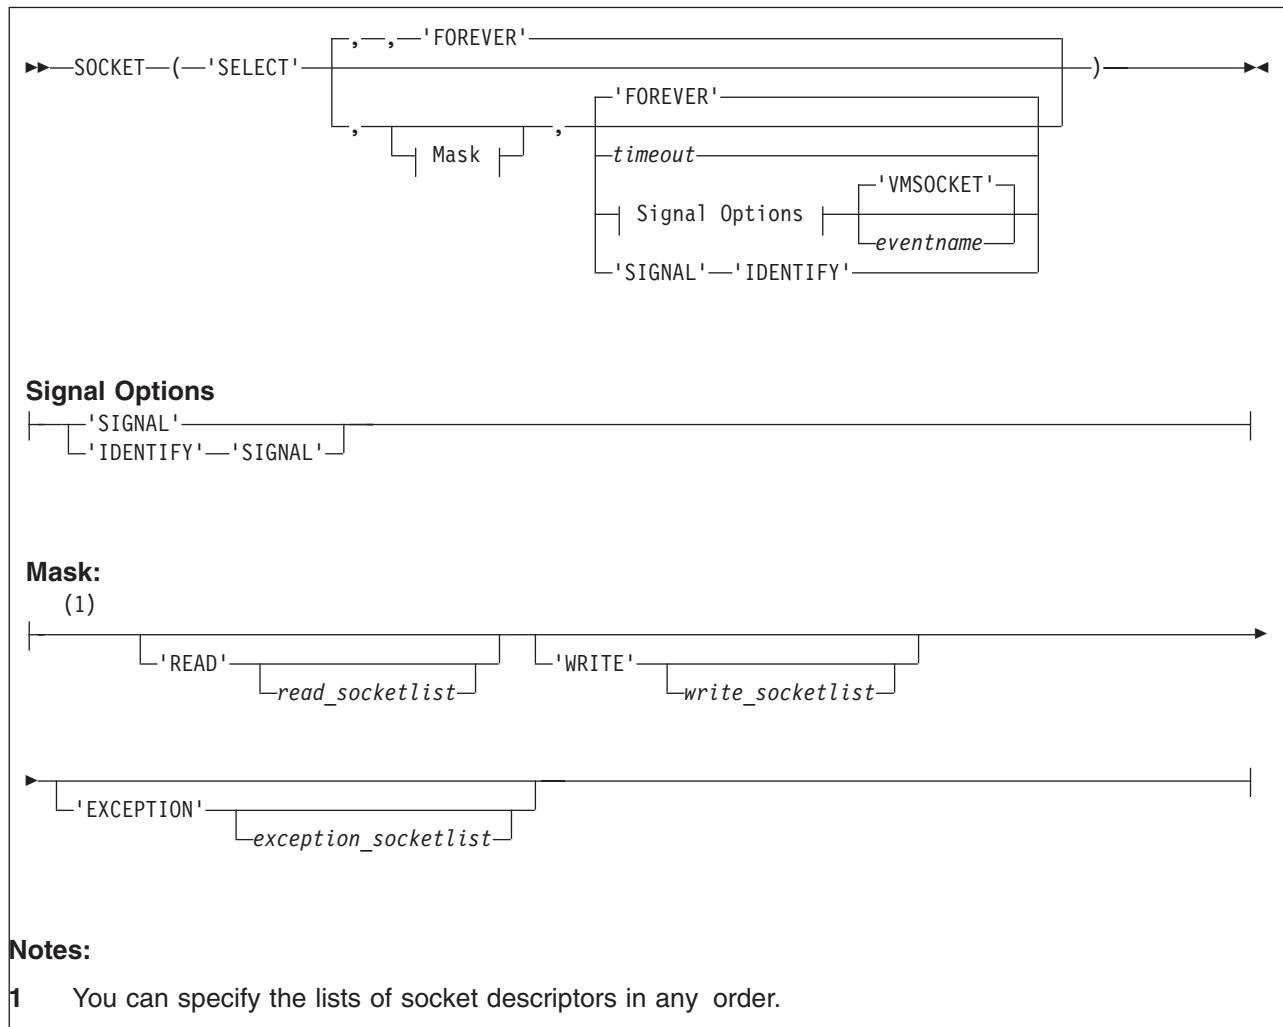 , , 'FOREVER'
SOCKET ( 'SELECT' )
'FOREVER'
, Mask ,
timeout
'VMSOCKET'
Signal Options
eventname
'SIGNAL' 'IDENTIFY'
Signal Options
'SIGNAL'
'IDENTIFY' 'SIGNAL'
Mask:
(1)
'READ' 'WRITE'
read_socketlist write_socketlist
'EXCEPTION'
exception_socketlist
Notes:
1 You can specify the lists of socket descriptors in any order.